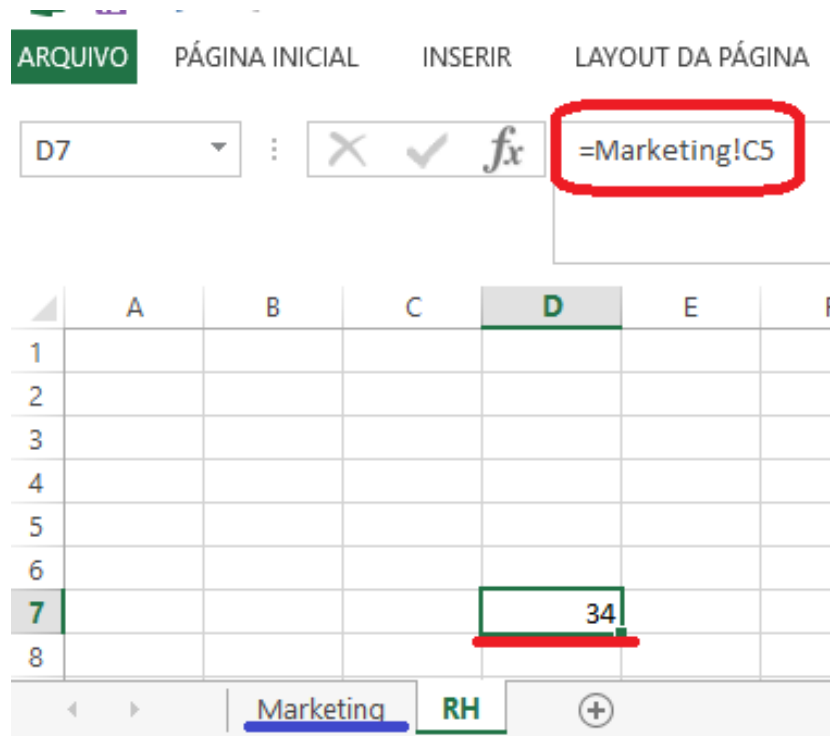 ARQUIVO PÁGINA INICIAL INSERIR LAYOUT DA PÁGINA
D7 fx =Marketing!C5
A B C D E
1
2
3
4
5
6
7 34
8
Marketing RH